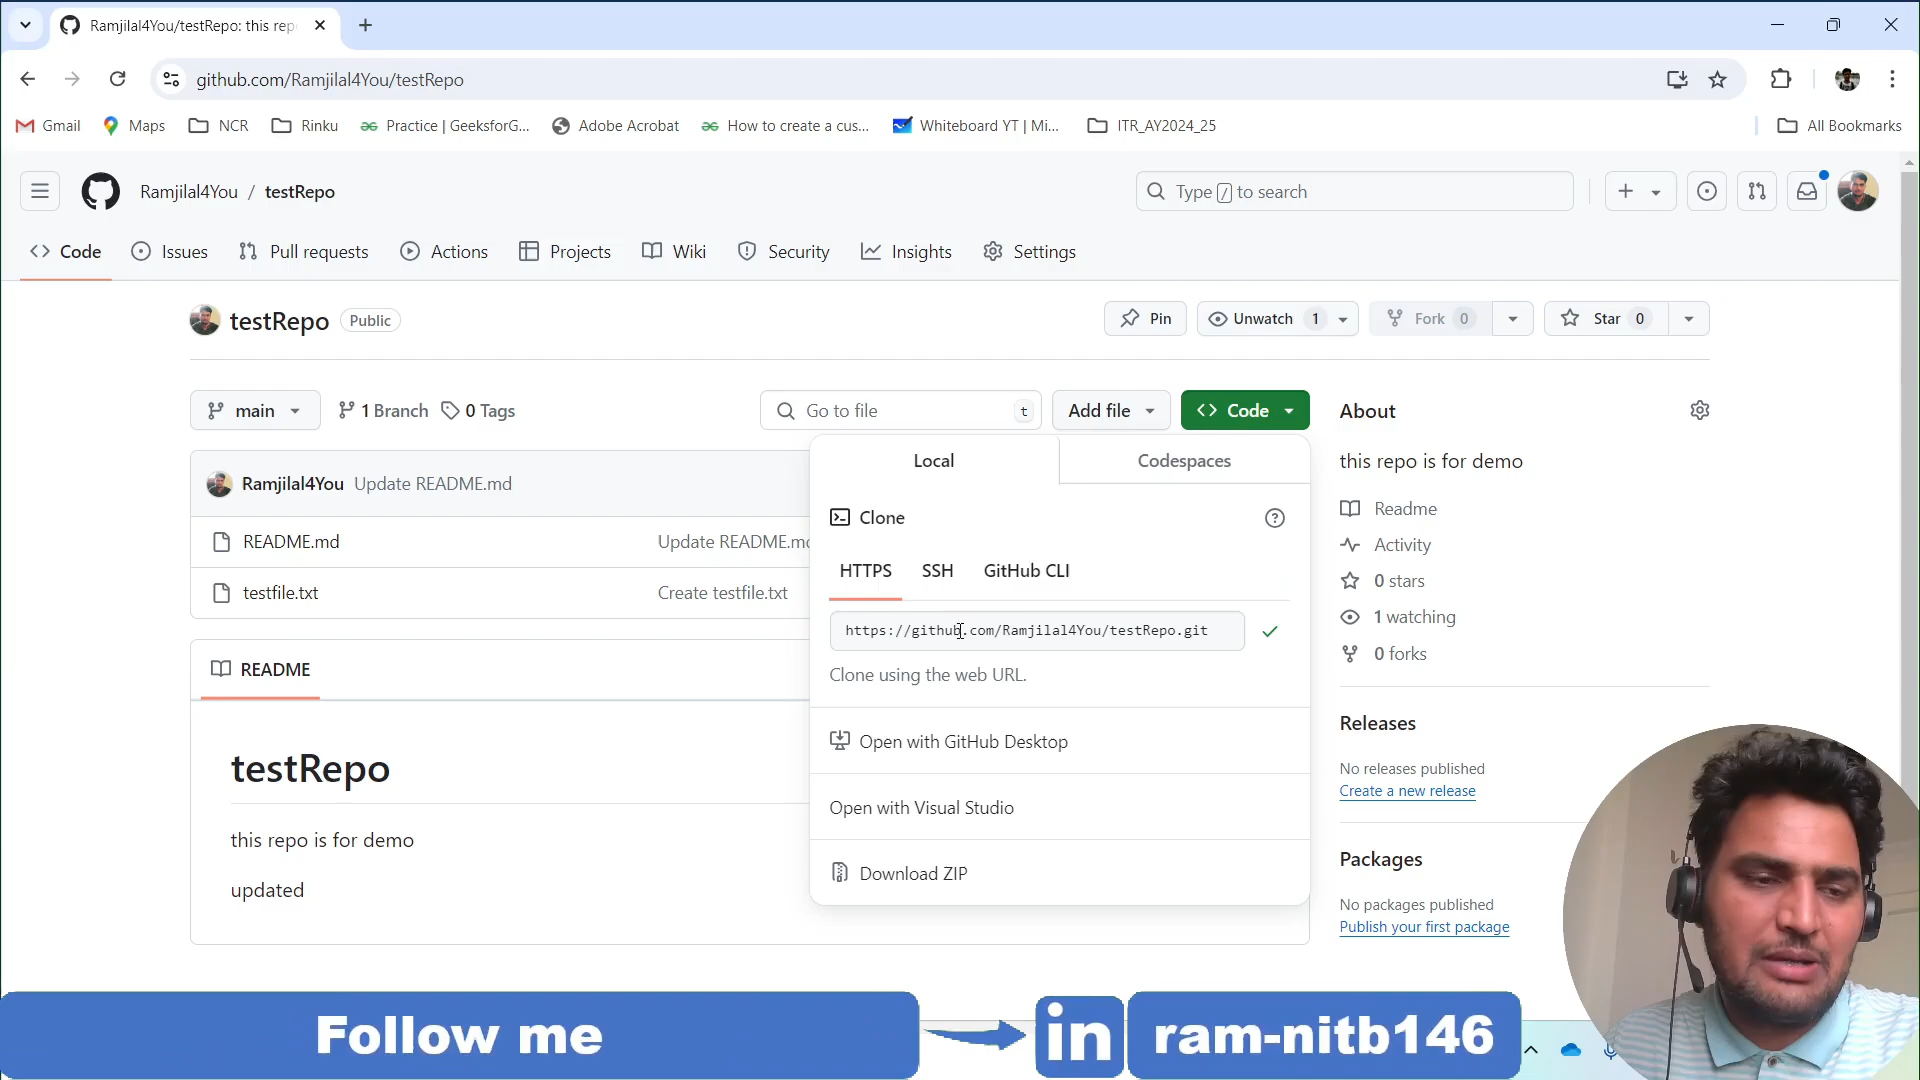 Ramjilal4You/testRepo: this rep
github.com/Ramjilal4You/testRepo
Gmail Maps NCR Rinku Practice | GeeksforG... Adobe Acrobat How to create a cus... Whiteboard YT | Mi... ITR_AY2024_25 All Bookmarks
Ramjilal4You / testRepo Type / to search
Code Issues Pull requests Actions Projects Wiki Security Insights Settings
testRepo Public Pin Unwatch 1 Fork 0 Star 0
main 1 Branch 0 Tags Go to file t Add file Code About
Local Codespaces this repo is for demo
Ramjilal4You Update README.md
Clone Readme
README.md Update README.md Activity
HTTPS SSH GitHub CLI 0 stars
testfile.txt Create testfile.txt
https://github.com/Ramjilal4You/testRepo.git 1 watching
README Clone using the web URL. 0 forks
Releases
Open with GitHub Desktop
testRepo No releases published
Create a new release
Open with Visual Studio
this repo is for demo Packages
Download ZIP
updated No packages published
Publish your first package
Follow me in ram-nitb146